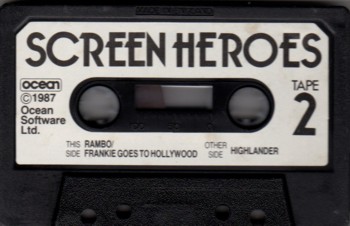 SCREEN HEROES
ocean
©1987
Ocean
Software
Ltd.
TAPE
2
THIS SIDE RAMBO/
FRANKIE GOES TO HOLLYWOOD
OTHER SIDE HIGHLANDER